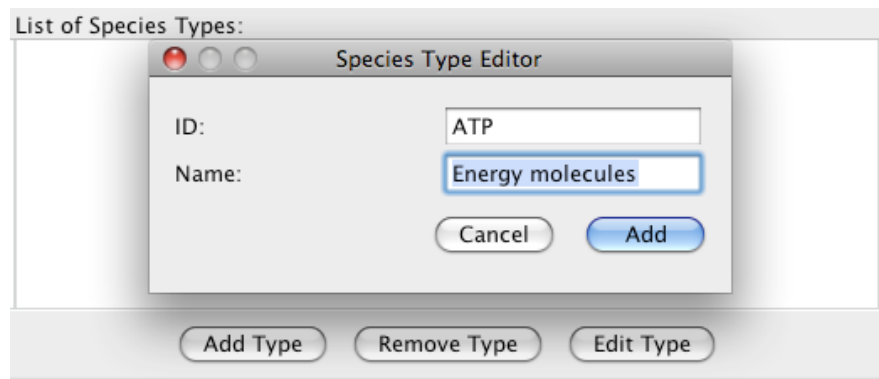 List of Species Types:
Species Type Editor
ID: ATP
Name: Energy molecules
Cancel Add
Add Type Remove Type Edit Type